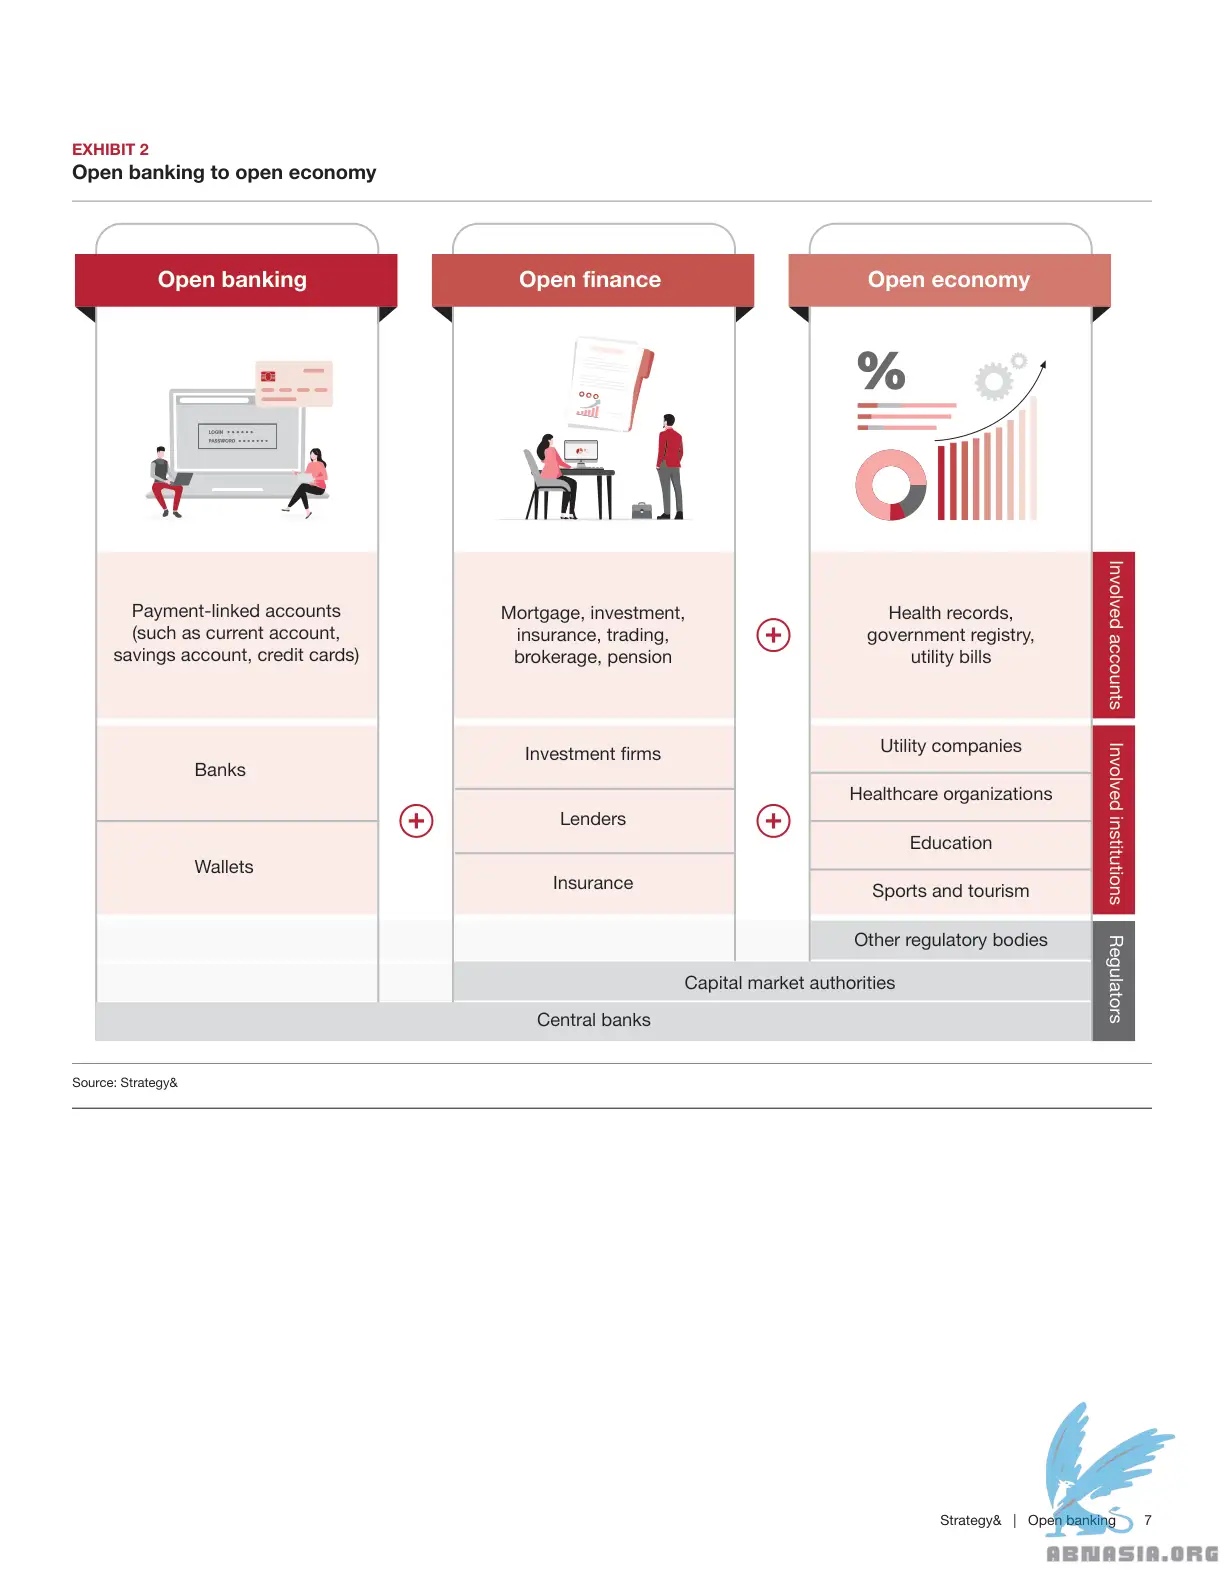 EXHIBIT 2
Open banking to open economy
Open banking
Open finance
Open economy
LOGIN
PASSWORD
%
Payment-linked accounts
(such as current account,
savings account, credit cards)
Mortgage, investment,
insurance, trading,
brokerage, pension
Health records,
government registry,
utility bills
Involved accounts
Banks
Wallets
Investment firms
Lenders
Insurance
Utility companies
Healthcare organizations
Education
Sports and tourism
Involved institutions
Other regulatory bodies
Capital market authorities
Central banks
Regulators
Source: Strategy&
Strategy& | Open banking 7
ABNASIA.ORG